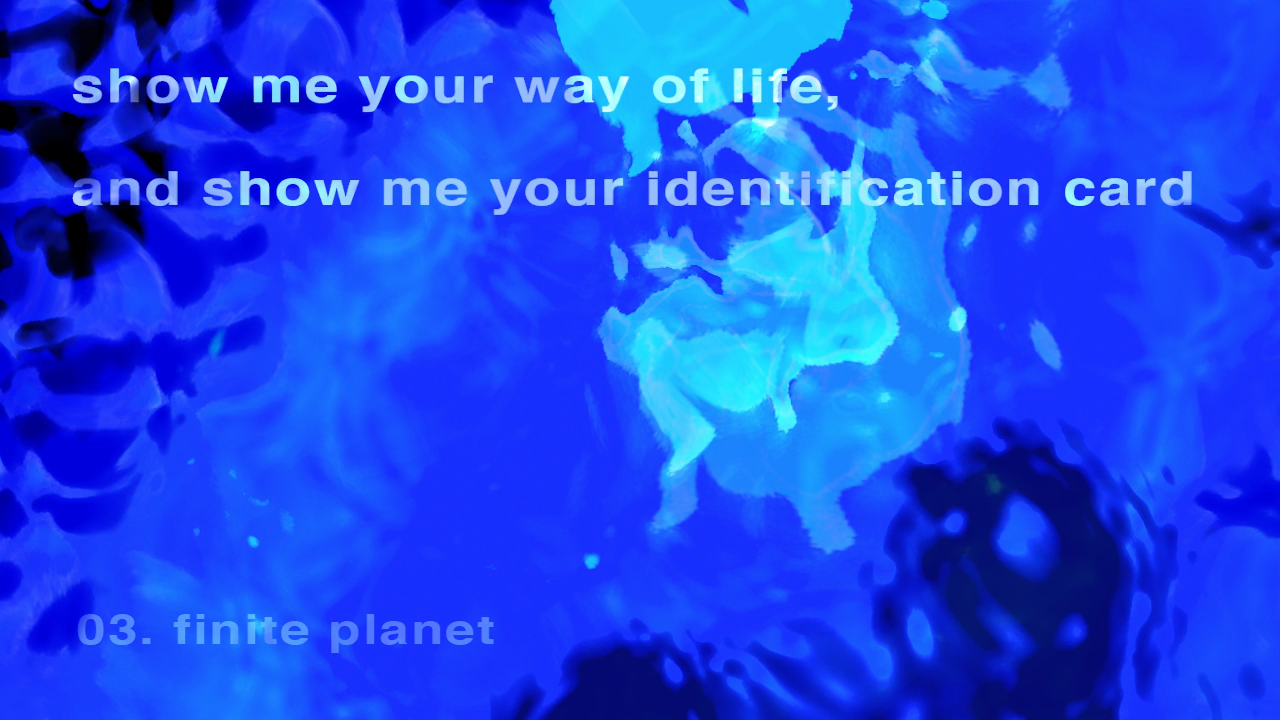 show me your way of life,
and show me your identification card
03. finite planet